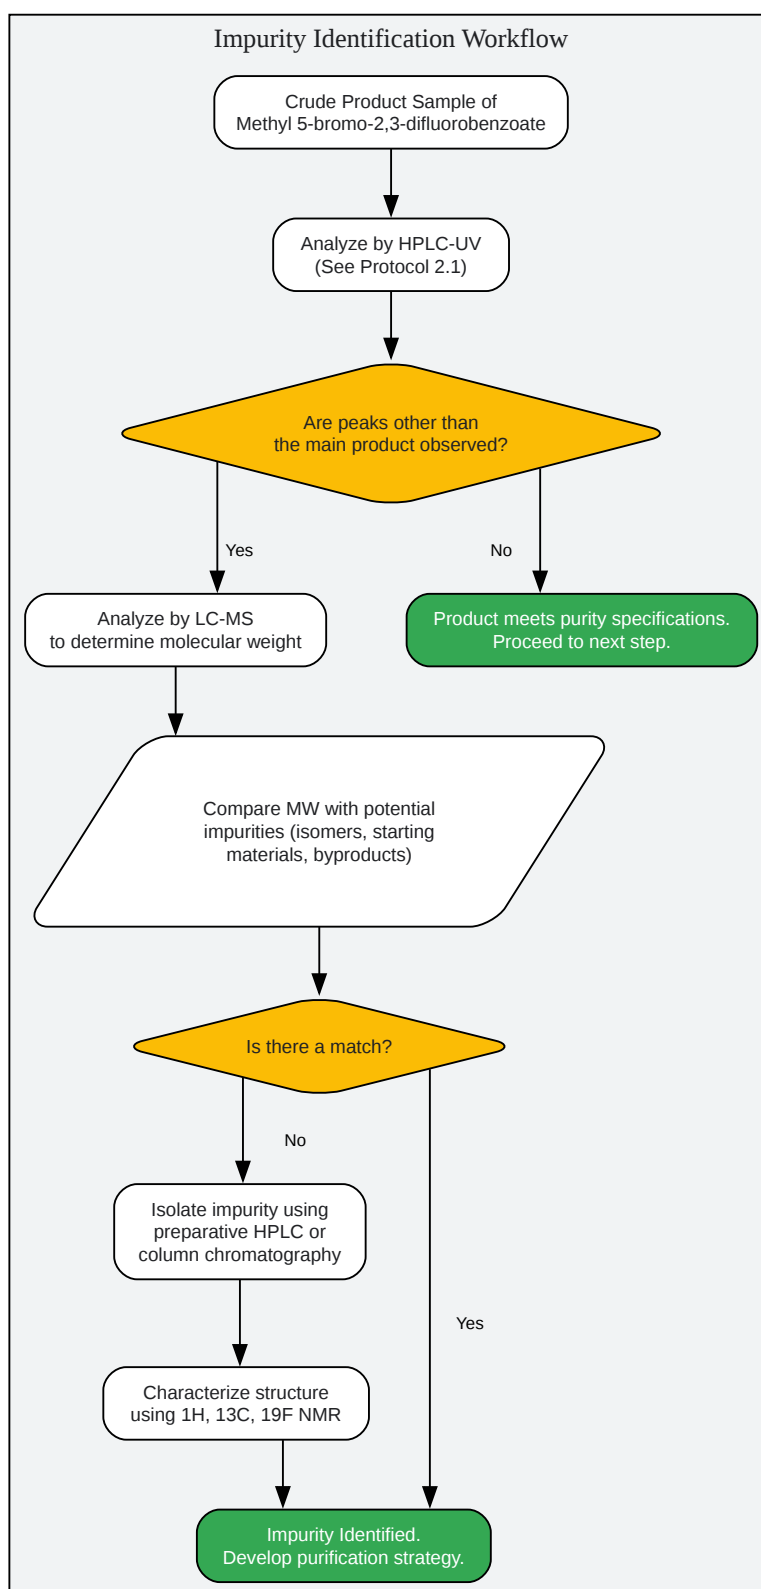 Impurity Identification Workflow
Crude Product Sample of
Methyl 5-bromo-2,3-difluorobenzoate
Analyze by HPLC-UV
(See Protocol 2.1)
Are peaks other than
the main product observed?
Yes
No
Analyze by LC-MS
to determine molecular weight
Product meets purity specifications.
Proceed to next step.
Compare MW with potential
impurities (isomers, starting
materials, byproducts)
Is there a match?
No
Isolate impurity using
preparative HPLC or
column chromatography
Yes
Characterize structure
using 1H, 13C, 19F NMR
Impurity Identified.
Develop purification strategy.